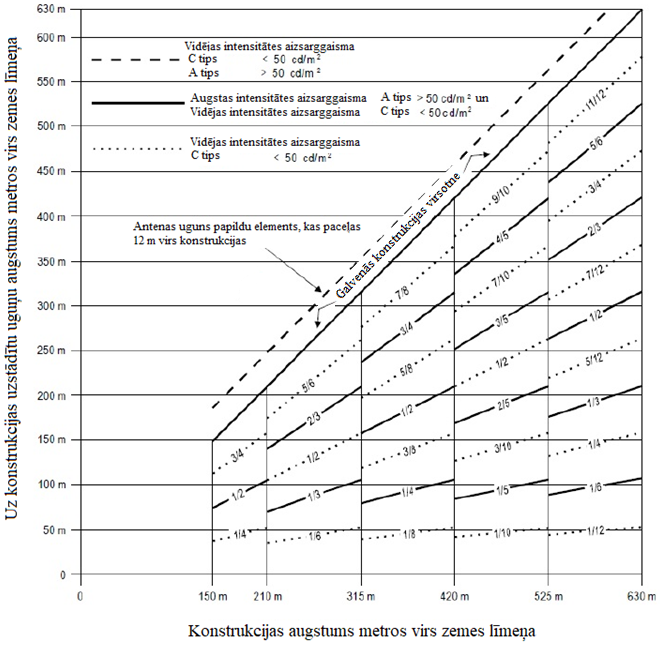 Uz konstrukcijas uzstādītu uguņu augstums metros virs zemes līmeņa
630 m
600 m
550 m
500 m
450 m
400 m
350 m
300 m
250 m
200 m
150 m
100 m
50 m
0
Vidējas intensitātes aizsarggaisma
C tips < 50 cd/m²
A tips > 50 cd/m²
Augstas intensitātes aizsarggaisma A tips > 50 cd/m² un
Vidējas intensitātes aizsarggaisma C tips < 50 cd/m²
Vidējas intensitātes aizsarggaisma
C tips < 50 cd/m²
Antenas uguns papildu elements, kas paceļas
12 m virs konstrukcijas
Galvenās konstrukcijas virsotne
3/4
1/2
1/4
5/6
2/3
1/2
1/3
1/6
7/8
3/4
5/8
1/2
3/8
1/4
1/8
9/10
4/5
7/10
3/5
1/2
2/5
3/10
1/5
1/10
11/12
5/6
3/4
2/3
7/12
1/2
5/12
1/3
1/4
1/6
1/12
0
150 m
210 m
315 m
420 m
525 m
630 m
Konstrukcijas augstums metros virs zemes līmeņa